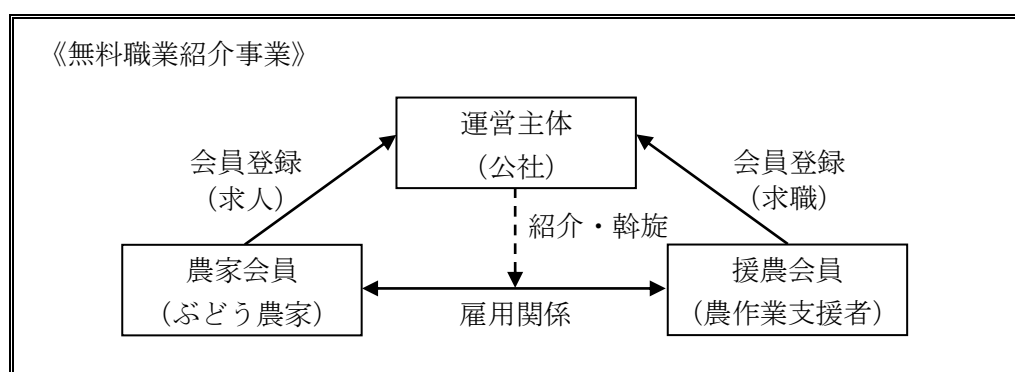 《無料職業紹介事業》
運営主体
（公社）
会員登録
（求人）
会員登録
（求職）
紹介・斡旋
農家会員
（ぶどう農家）
雇用関係
援農会員
（農作業支援者）